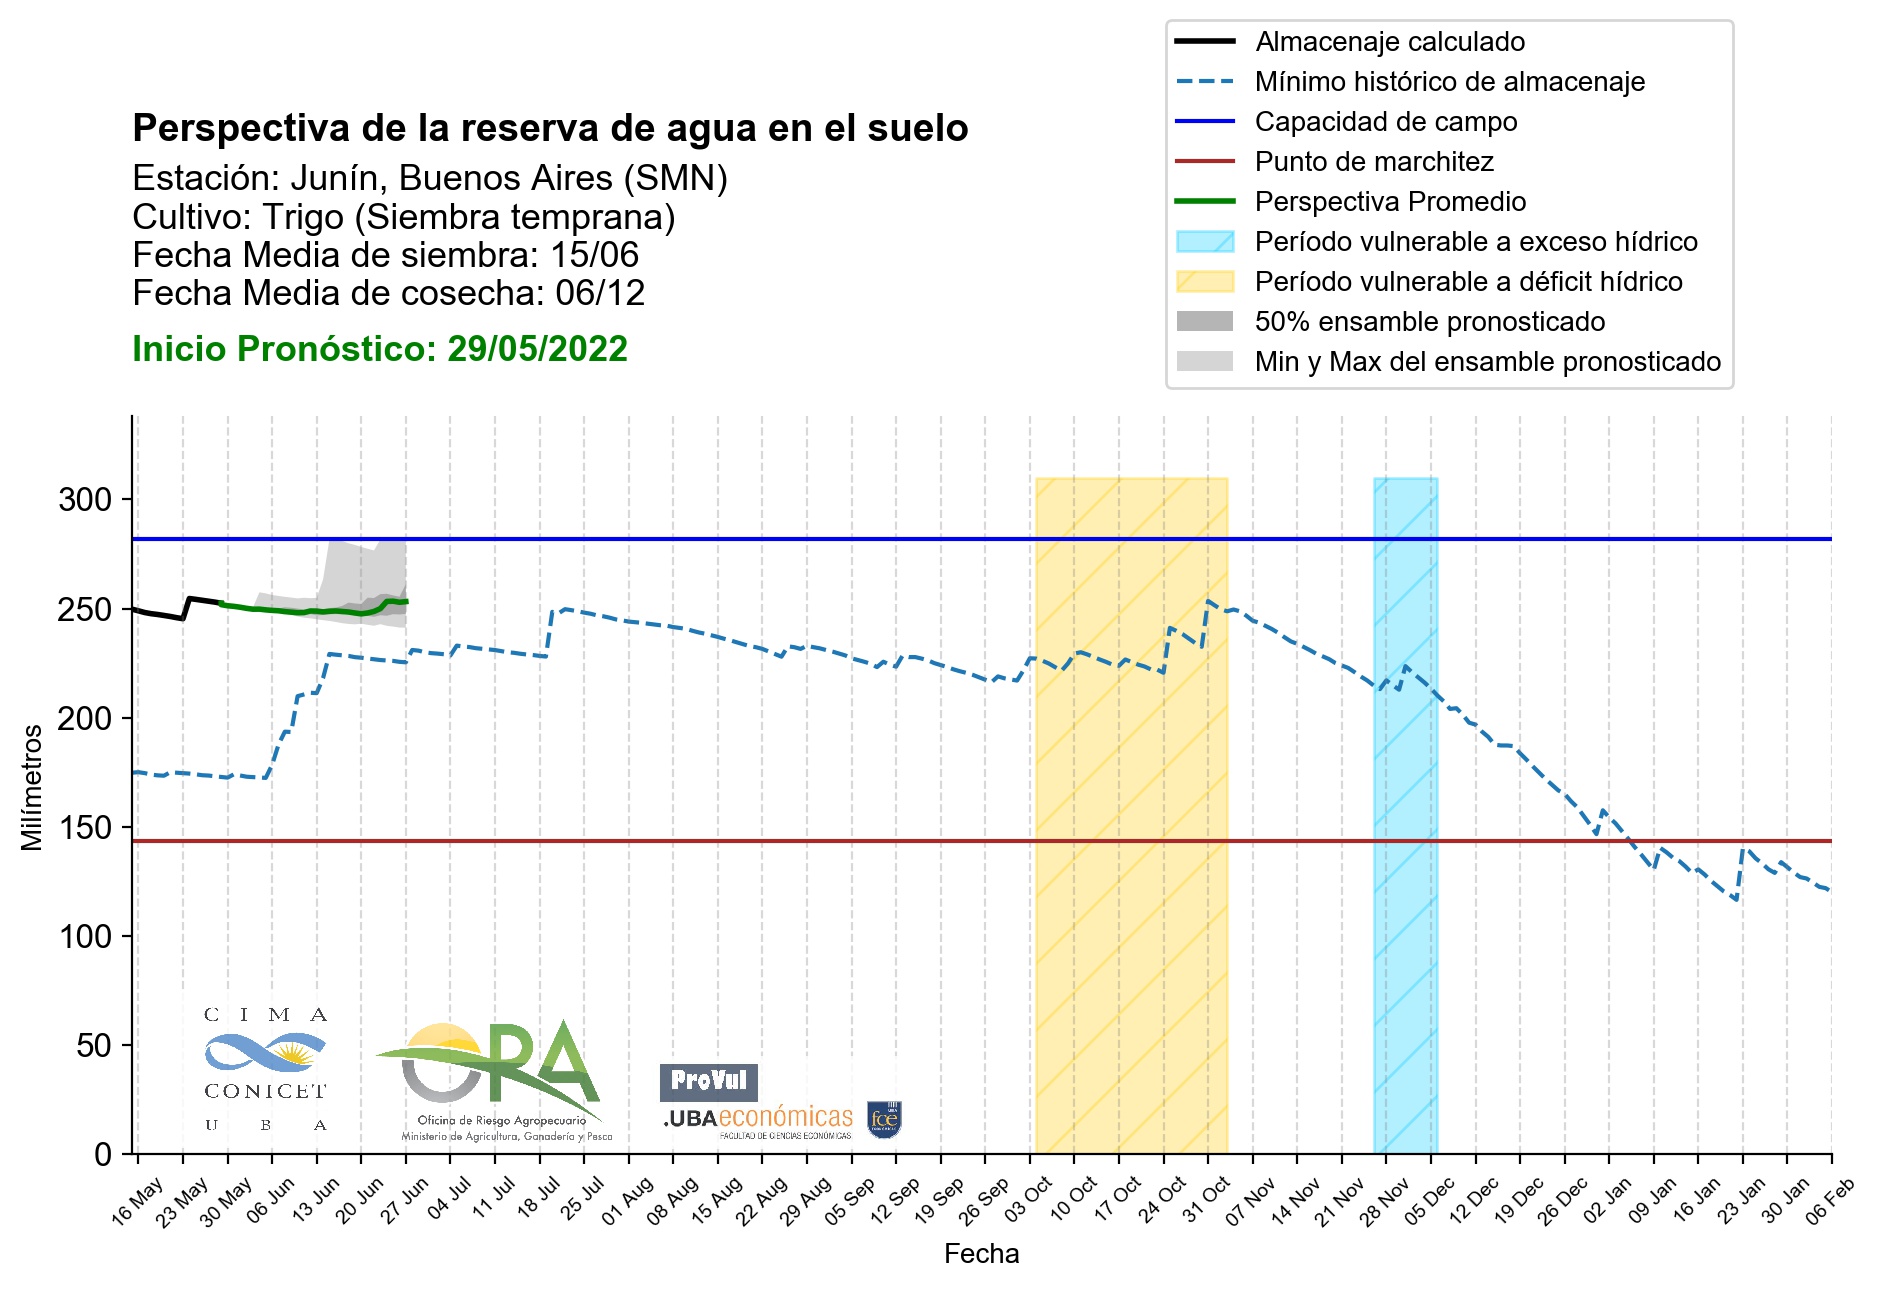 Almacenaje calculado
Mínimo histórico de almacenaje
Capacidad de campo
Punto de marchitez
Perspectiva Promedio
Período vulnerable a exceso hídrico
Período vulnerable a déficit hídrico
50% ensamble pronosticado
Min y Max del ensamble pronosticado
Perspectiva de la reserva de agua en el suelo
Estación: Junín, Buenos Aires (SMN)
Cultivo: Trigo (Siembra temprana)
Fecha Media de siembra: 15/06
Fecha Media de cosecha: 06/12
Inicio Pronóstico: 29/05/2022
Milímetros
300
250
200
150
100
50
0
CIMA
CONICET
UBA
ORA
Oficina de Riesgo Agropecuario
Ministerio de Agricultura, Ganadería y Pesca
ProVul
.UBAeconómicas
FACULTAD DE CIENCIAS ECONÓMICAS
fce
16 May
23 May
30 May
06 Jun
13 Jun
20 Jun
27 Jun
04 Jul
11 Jul
18 Jul
25 Jul
01 Aug
08 Aug
15 Aug
22 Aug
29 Aug
05 Sep
12 Sep
19 Sep
26 Sep
03 Oct
10 Oct
17 Oct
24 Oct
31 Oct
07 Nov
14 Nov
21 Nov
28 Nov
05 Dec
12 Dec
19 Dec
26 Dec
02 Jan
09 Jan
16 Jan
23 Jan
30 Jan
06 Feb
Fecha